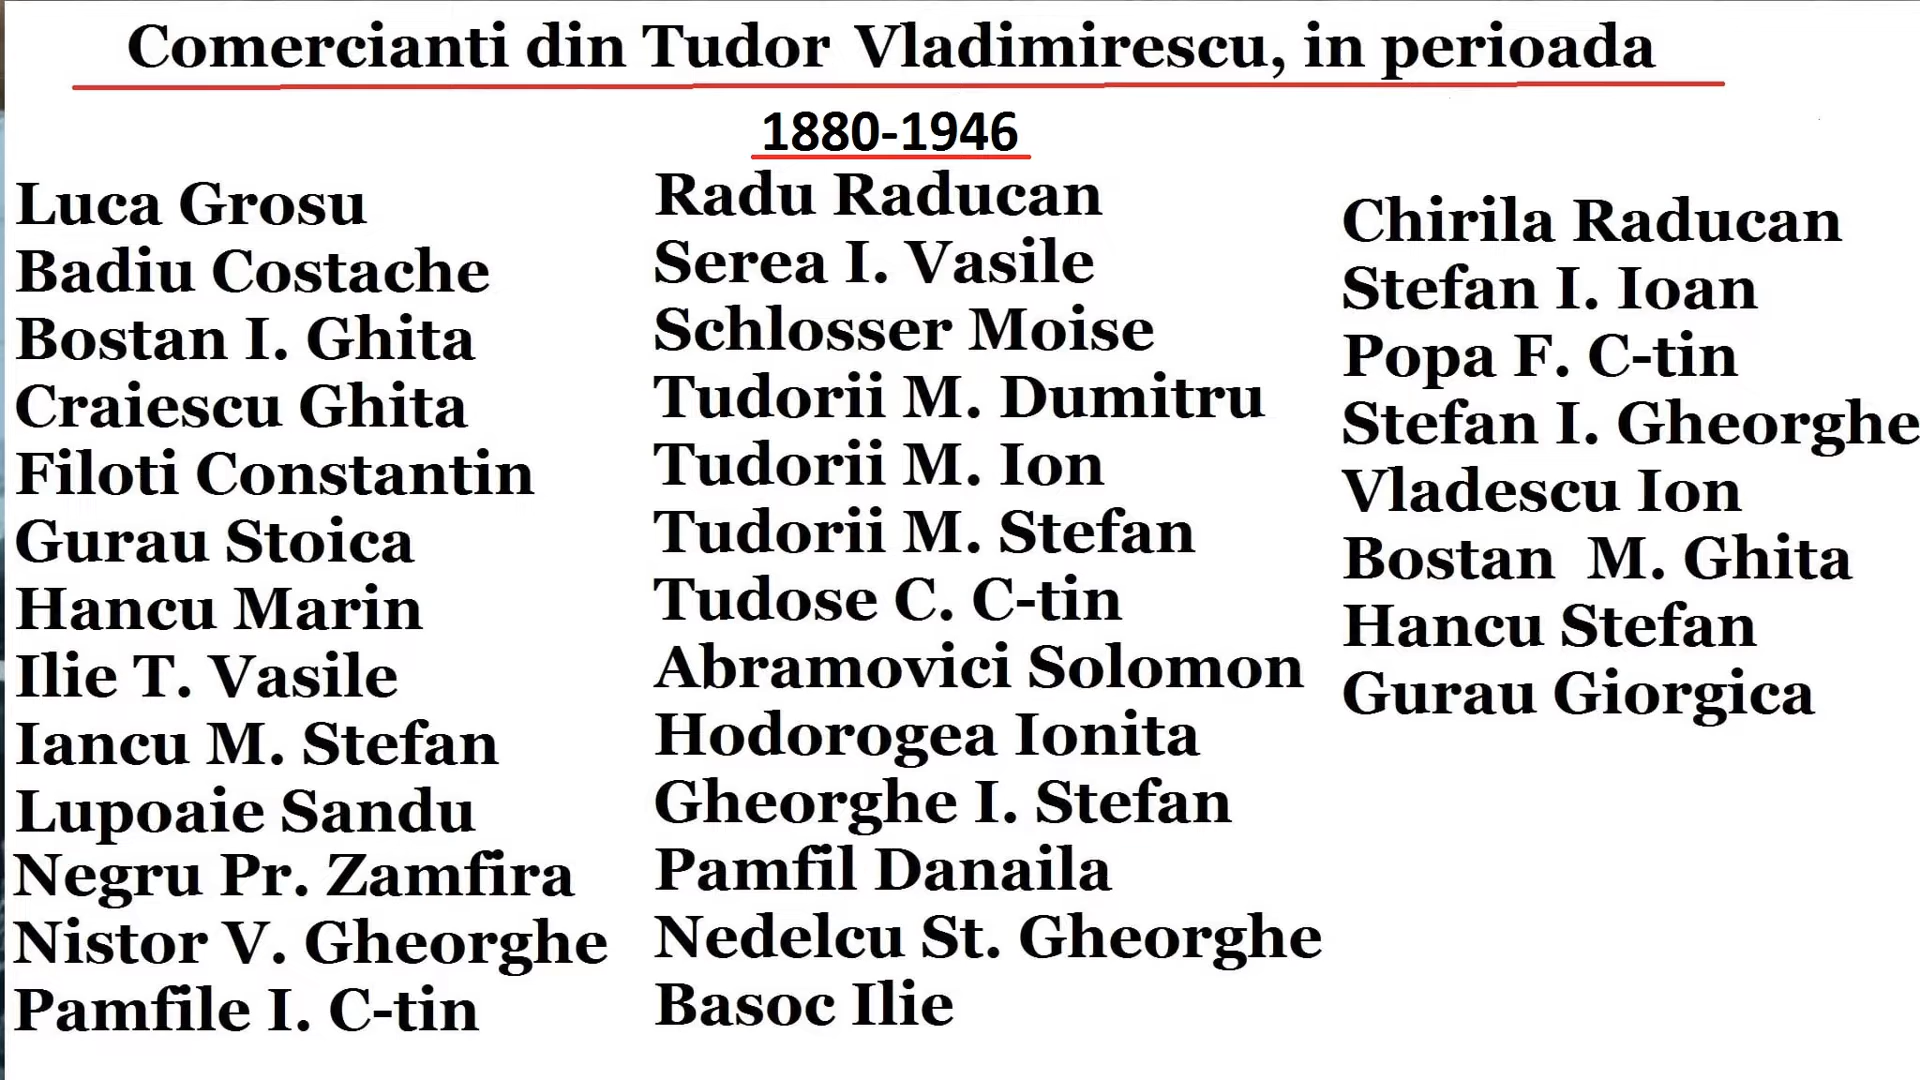 Comercianti din Tudor Vladimirescu, in perioada
1880-1946
Luca Grosu
Badiu Costache
Bostan I. Ghita
Craiescu Ghita
Filoti Constantin
Gurau Stoica
Hancu Marin
Ilie T. Vasile
Iancu M. Stefan
Lupoaie Sandu
Negru Pr. Zamfira
Nistor V. Gheorghe
Pamfile I. C-tin
Radu Raducan
Serea I. Vasile
Schlosser Moise
Tudorii M. Dumitru
Tudorii M. Ion
Tudorii M. Stefan
Tudose C. C-tin
Abramovici Solomon
Hodorogea Ionita
Gheorghe I. Stefan
Pamfil Danaila
Nedelcu St. Gheorghe
Basoc Ilie
Chirila Raducan
Stefan I. Ioan
Popa F. C-tin
Stefan I. Gheorghe
Vladescu Ion
Bostan M. Ghita
Hancu Stefan
Gurau Giorgica